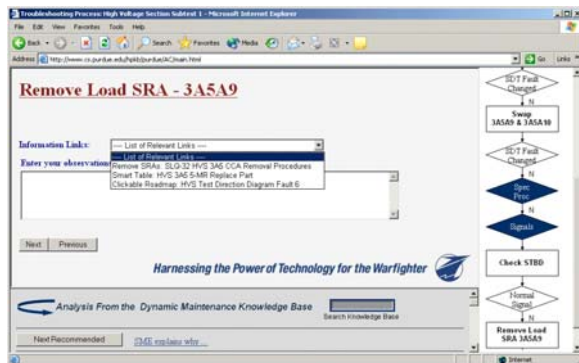 Troubleshooting Process: High Voltage Section Subtest 1 - Microsoft Internet Explorer
File Edit View Favorites Tools Help
Back Search Favorites Media
Address http://www.cs.purdue.edu/hpkb/purdue/AC/main.html Go Links
Remove Load SRA - 3A5A9
Information Links: --- List of Relevant Links ---
--- List of Relevant Links ---
Remove SRAs: SLQ-32 HVS 3A5 CCA Removal Procedures
Smart Table: HVS 3A5 5-MR Replace Part
Clickable Roadmap: HVS Test Direction Diagram Fault 6
Enter your observations
Next Previous
Harnessing the Power of Technology for the Warfighter
Analysis From the Dynamic Maintenance Knowledge Base
Search Knowledge Base
Next Recommended SME explains why ...
SDT Fault
Changed
N
Swap
3A5A9 & 3A5A10
SDT Fault
Changed
N
Spec
Proc
N
Signals
Check STBD
Normal
Signal
N
Remove Load
SRA 3A5A9
Internet